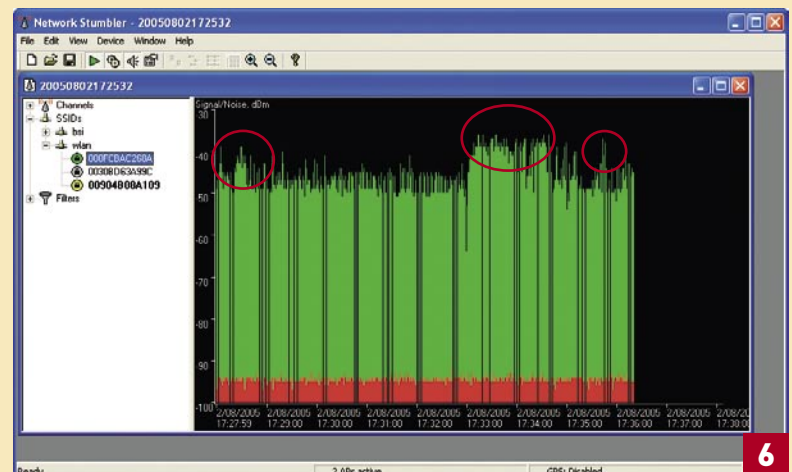 Network Stumbler - 20050802172532
File Edit View Device Window Help
20050802172532
Channels
SSIDs
bsi
wlan
000FCBAC260A
00308D63A99C
00904B08A109
Filters
Signal/Noise, dBm
-30
-40
-50
-60
-70
-80
-90
-100
2/08/2005 2/08/2005 2/08/2005 2/08/2005 2/08/2005 2/08/2005 2/08/2005 2/08/2005 2/08/2005 2/08/2005 2/08/20
17:27:59 17:29:00 17:30:00 17:31:00 17:32:00 17:33:00 17:34:00 17:35:00 17:36:00 17:37:00 17:38:00
Ready 2 APs active GPS: Disabled
6